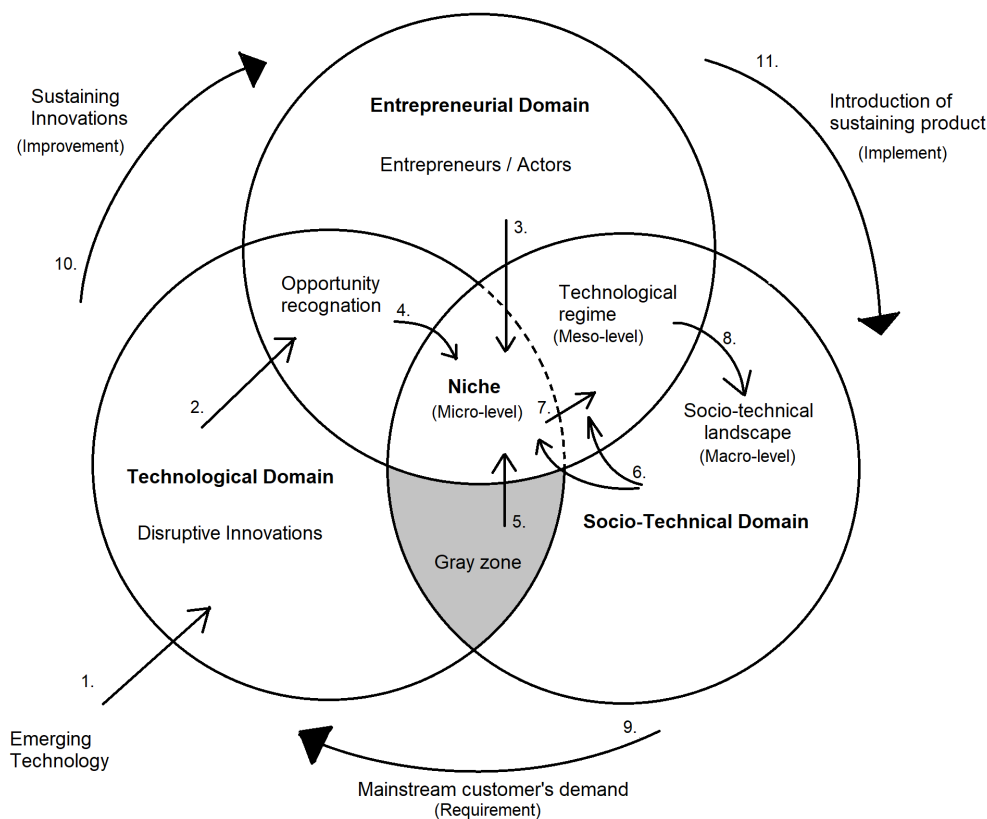 11.
Sustaining
Innovations
(Improvement)
Entrepreneurial Domain
Introduction of
sustaining product
(Implement)
Entrepreneurs / Actors
3.
10.
Opportunity
recognation
4.
Technological
regime
(Meso-level)
8.
Niche
(Micro-level)
7.
2.
Socio-technical
landscape
(Macro-level)
6.
Technological Domain
Disruptive Innovations
5.
Socio-Technical Domain
Gray zone
1.
Emerging
Technology
9.
Mainstream customer's demand
(Requirement)